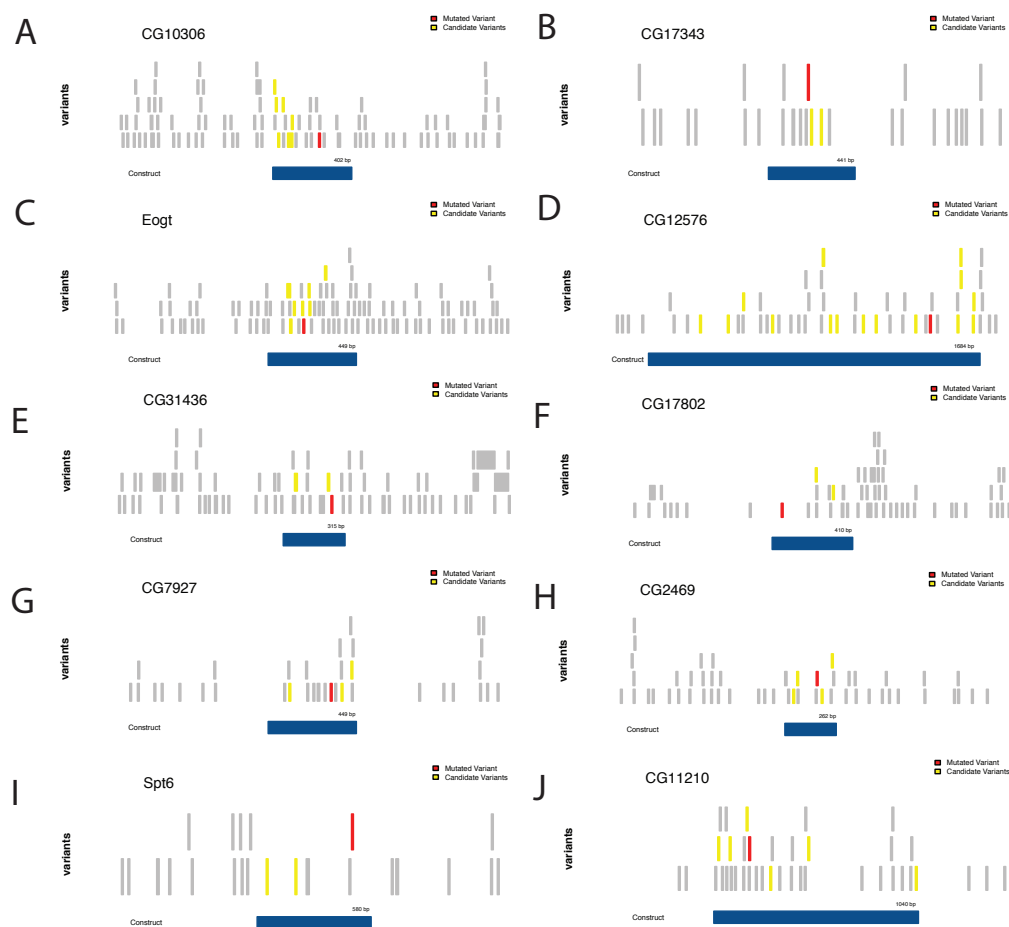 A
CG10306
Mutated Variant
Candidate Variants
variants
402 bp
Construct
B
CG17343
Mutated Variant
Candidate Variants
variants
441 bp
Construct
C
Eogt
Mutated Variant
Candidate Variants
variants
449 bp
Construct
D
CG12576
Mutated Variant
Candidate Variants
variants
1684 bp
Construct
E
CG31436
Mutated Variant
Candidate Variants
variants
315 bp
Construct
F
CG17802
Mutated Variant
Candidate Variants
variants
410 bp
Construct
G
CG7927
Mutated Variant
Candidate Variants
variants
449 bp
Construct
H
CG2469
Mutated Variant
Candidate Variants
variants
262 bp
Construct
I
Spt6
Mutated Variant
Candidate Variants
variants
580 bp
Construct
J
CG11210
Mutated Variant
Candidate Variants
variants
1040 bp
Construct